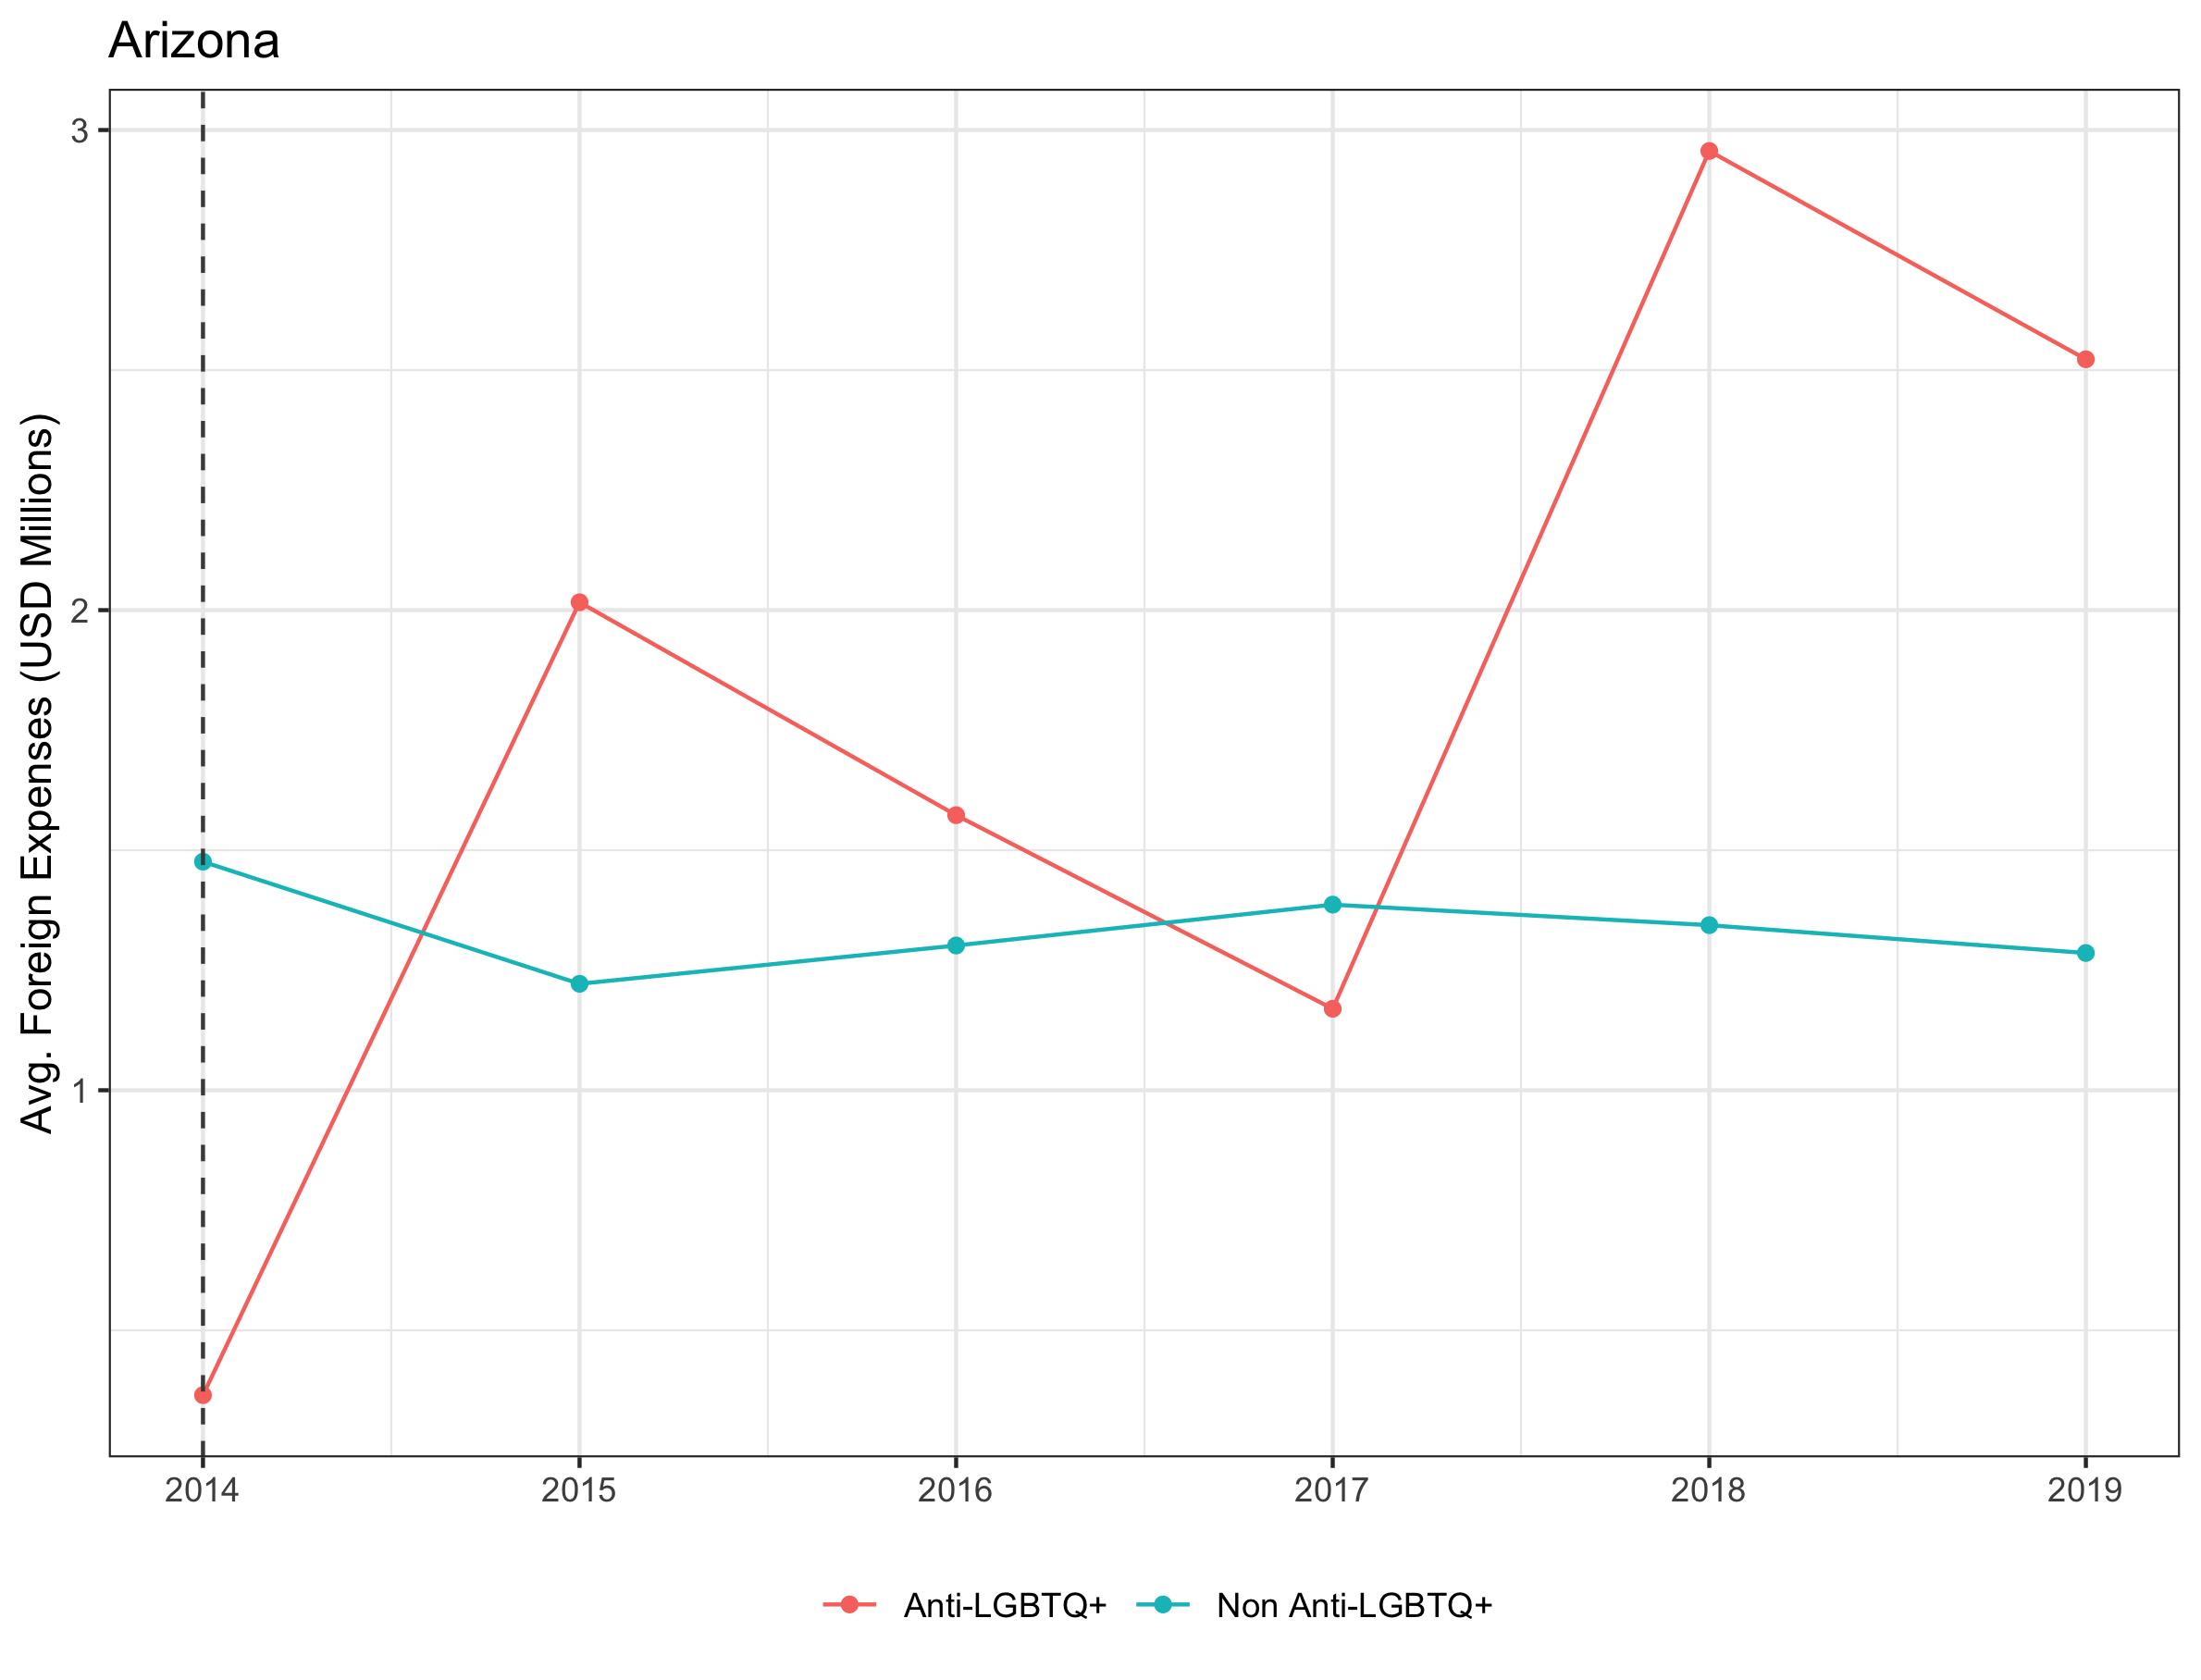 Arizona
Avg. Foreign Expenses (USD Millions)
3
2
1
2014 2015 2016 2017 2018 2019
Anti-LGBTQ+ Non Anti-LGBTQ+